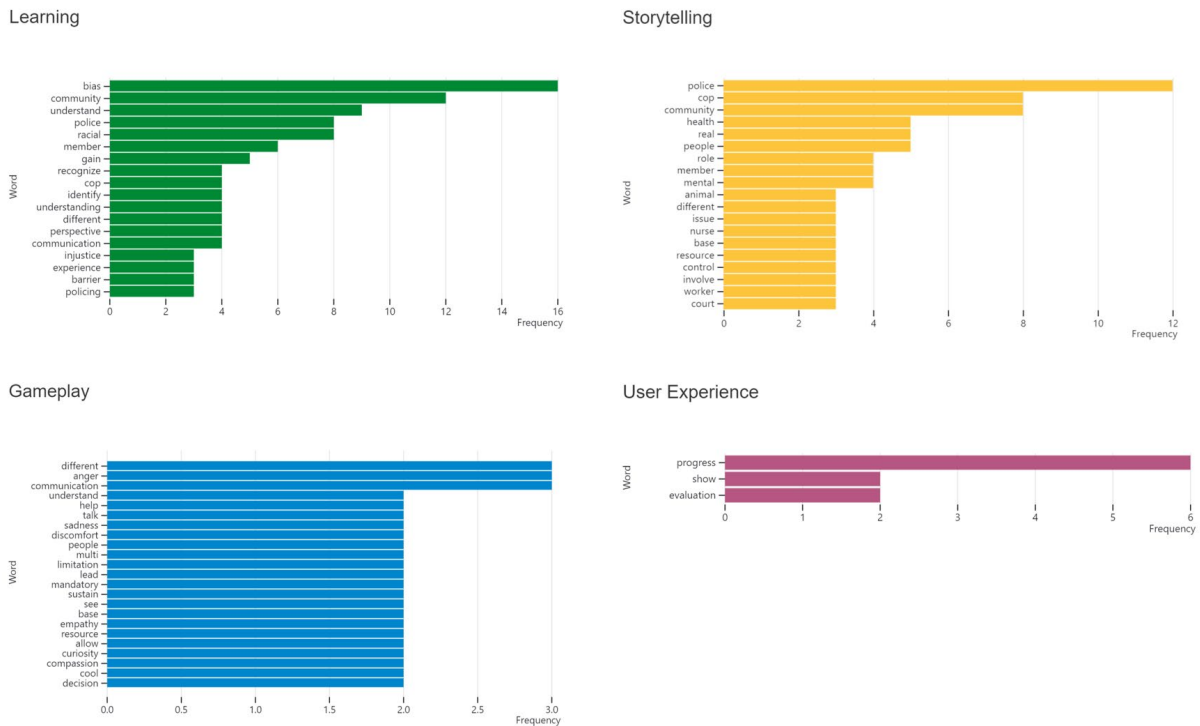 Learning
Word
bias
community
understand
police
racial
member
gain
recognize
cop
identify
understanding
different
perspective
communication
injustice
experience
barrier
policing
0 2 4 6 8 10 12 14 16
Frequency
Storytelling
Word
police
cop
community
health
real
people
role
member
mental
animal
different
issue
nurse
base
resource
control
involve
worker
court
0 2 4 6 8 10 12
Frequency
Gameplay
Word
different
anger
communication
understand
help
talk
sadness
discomfort
people
multi
limitation
lead
mandatory
sustain
see
base
empathy
resource
allow
curiosity
compassion
cool
decision
0.0 0.5 1.0 1.5 2.0 2.5 3.0
Frequency
User Experience
Word
progress
show
evaluation
0 1 2 3 4 5 6
Frequency